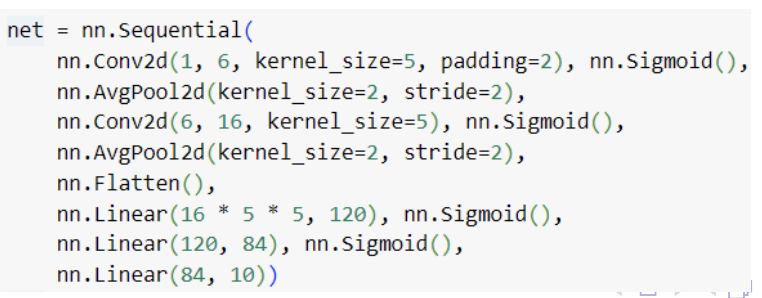 net = nn.Sequential(
    nn.Conv2d(1, 6, kernel_size=5, padding=2), nn.Sigmoid(),
    nn.AvgPool2d(kernel_size=2, stride=2),
    nn.Conv2d(6, 16, kernel_size=5), nn.Sigmoid(),
    nn.AvgPool2d(kernel_size=2, stride=2),
    nn.Flatten(),
    nn.Linear(16 * 5 * 5, 120), nn.Sigmoid(),
    nn.Linear(120, 84), nn.Sigmoid(),
    nn.Linear(84, 10))